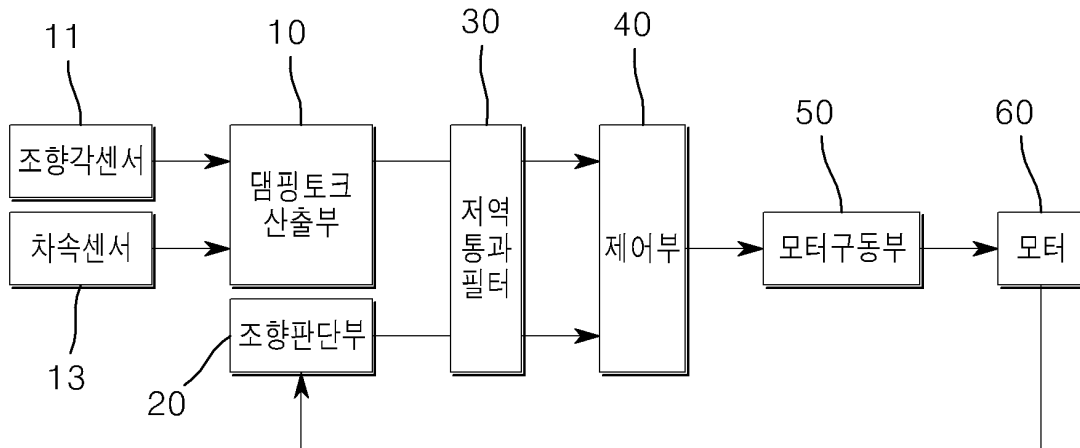 11
10
30
40
50
60
조향각센서
차속센서
댐핑토크
산출부
저역
통과
필터
제어부
모터구동부
모터
조향판단부
13
20